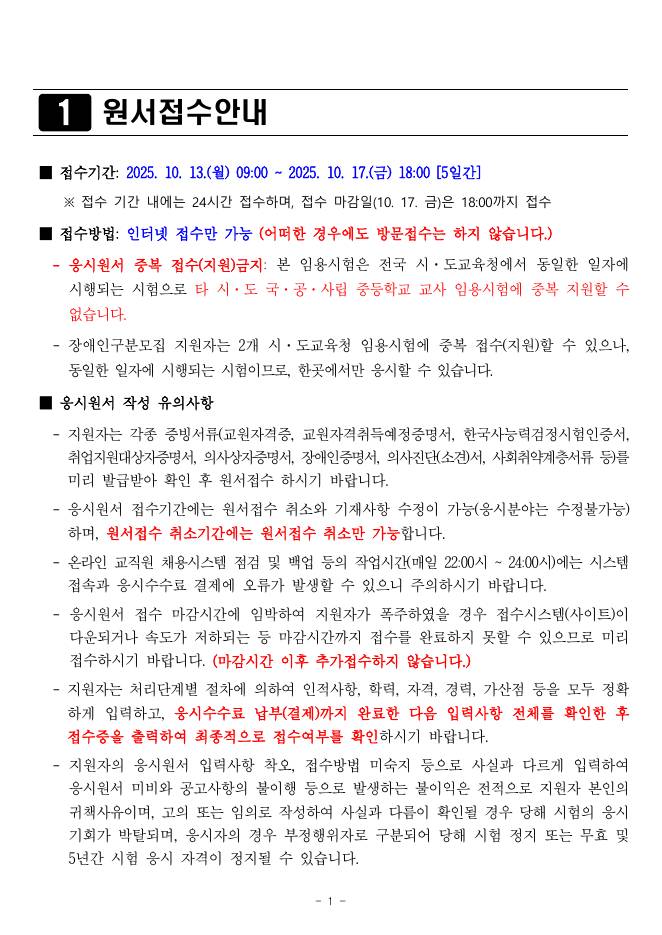 1 원서접수안내
■ 접수기간: 2025. 10. 13.(월) 09:00 ~ 2025. 10. 17.(금) 18:00 [5일간]
※ 접수 기간 내에는 24시간 접수하며, 접수 마감일(10. 17. 금)은 18:00까지 접수
■ 접수방법: 인터넷 접수만 가능 (어떠한 경우에도 방문접수는 하지 않습니다.)
- 응시원서 중복 접수(지원)금지: 본 임용시험은 전국 시·도교육청에서 동일한 일자에
시행되는 시험으로 타 시·도 국·공·사립 중등학교 교사 임용시험에 중복 지원할 수
없습니다.
- 장애인구분모집 지원자는 2개 시·도교육청 임용시험에 중복 접수(지원)할 수 있으나,
동일한 일자에 시행되는 시험이므로, 한곳에서만 응시할 수 있습니다.
■ 응시원서 작성 유의사항
- 지원자는 각종 증빙서류(교원자격증, 교원자격취득예정증명서, 한국사능력검정시험인증서,
취업지원대상자증명서, 의사상자증명서, 장애인증명서, 의사진단(소견)서, 사회취약계층서류 등)를
미리 발급받아 확인 후 원서접수 하시기 바랍니다.
- 응시원서 접수기간에는 원서접수 취소와 기재사항 수정이 가능(응시분야는 수정불가능)
하며, 원서접수 취소기간에는 원서접수 취소만 가능합니다.
- 온라인 교직원 채용시스템 점검 및 백업 등의 작업시간(매일 22:00시 ~ 24:00시)에는 시스템
접속과 응시수수료 결제에 오류가 발생할 수 있으니 주의하시기 바랍니다.
- 응시원서 접수 마감시간에 임박하여 지원자가 폭주하였을 경우 접수시스템(사이트)이
다운되거나 속도가 저하되는 등 마감시간까지 접수를 완료하지 못할 수 있으므로 미리
접수하시기 바랍니다. (마감시간 이후 추가접수하지 않습니다.)
- 지원자는 처리단계별 절차에 의하여 인적사항, 학력, 자격, 경력, 가산점 등을 모두 정확
하게 입력하고, 응시수수료 납부(결제)까지 완료한 다음 입력사항 전체를 확인한 후
접수증을 출력하여 최종적으로 접수여부를 확인하시기 바랍니다.
- 지원자의 응시원서 입력사항 착오, 접수방법 미숙지 등으로 사실과 다르게 입력하여
응시원서 미비와 공고사항의 불이행 등으로 발생하는 불이익은 전적으로 지원자 본인의
귀책사유이며, 고의 또는 임의로 작성하여 사실과 다름이 확인될 경우 당해 시험의 응시
기회가 박탈되며, 응시자의 경우 부정행위자로 구분되어 당해 시험 정지 또는 무효 및
5년간 시험 응시 자격이 정지될 수 있습니다.
- 1 -